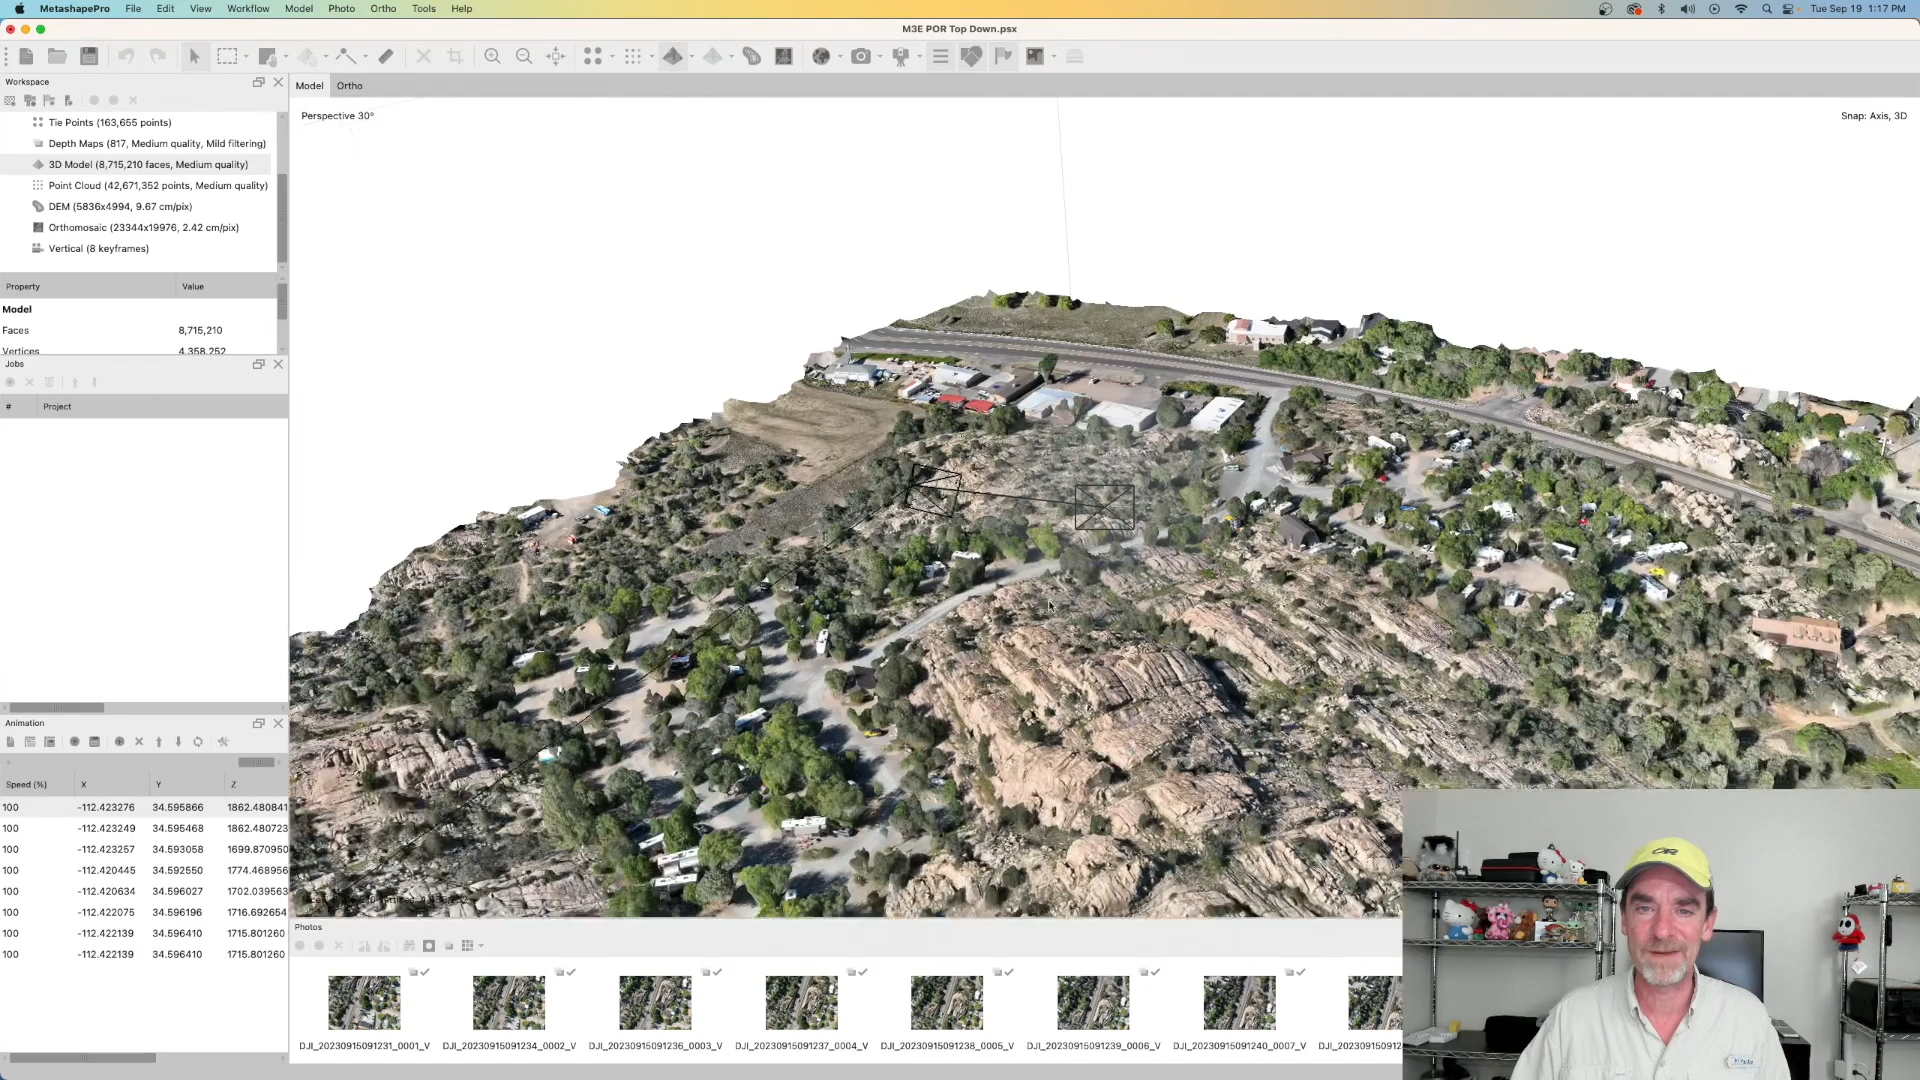 MetashapePro File Edit View Workflow Model Photo Ortho Tools Help
Tue Sep 19 1:17 PM
M3E POR Top Down.psx
Workspace
Model Ortho
Perspective 30°
Snap: Axis, 3D
Tie Points (163,655 points)
Depth Maps (817, Medium quality, Mild filtering)
3D Model (8,715,210 faces, Medium quality)
Point Cloud (42,671,352 points, Medium quality)
DEM (5836x4994, 9.67 cm/pix)
Orthomosaic (23344x19976, 2.42 cm/pix)
Vertical (8 keyframes)
Property Value
Model
Faces 8,715,210
Vertices 4,358,252
Jobs
# Project
Animation
Speed (%) X Y Z
100 -112.423276 34.595866 1862.480841
100 -112.423249 34.595468 1862.480723
100 -112.423257 34.593058 1699.870950
100 -112.420445 34.592550 1774.468956
100 -112.420634 34.596027 1702.039563
100 -112.422075 34.596196 1716.692654
100 -112.422139 34.596410 1715.801260
100 -112.422139 34.596410 1715.801260
Photos
DJI_20230915091231_0001_V DJI_20230915091234_0002_V DJI_20230915091236_0003_V DJI_20230915091237_0004_V DJI_20230915091238_0005_V DJI_20230915091239_0006_V DJI_20230915091240_0007_V DJI_202309150912
OR